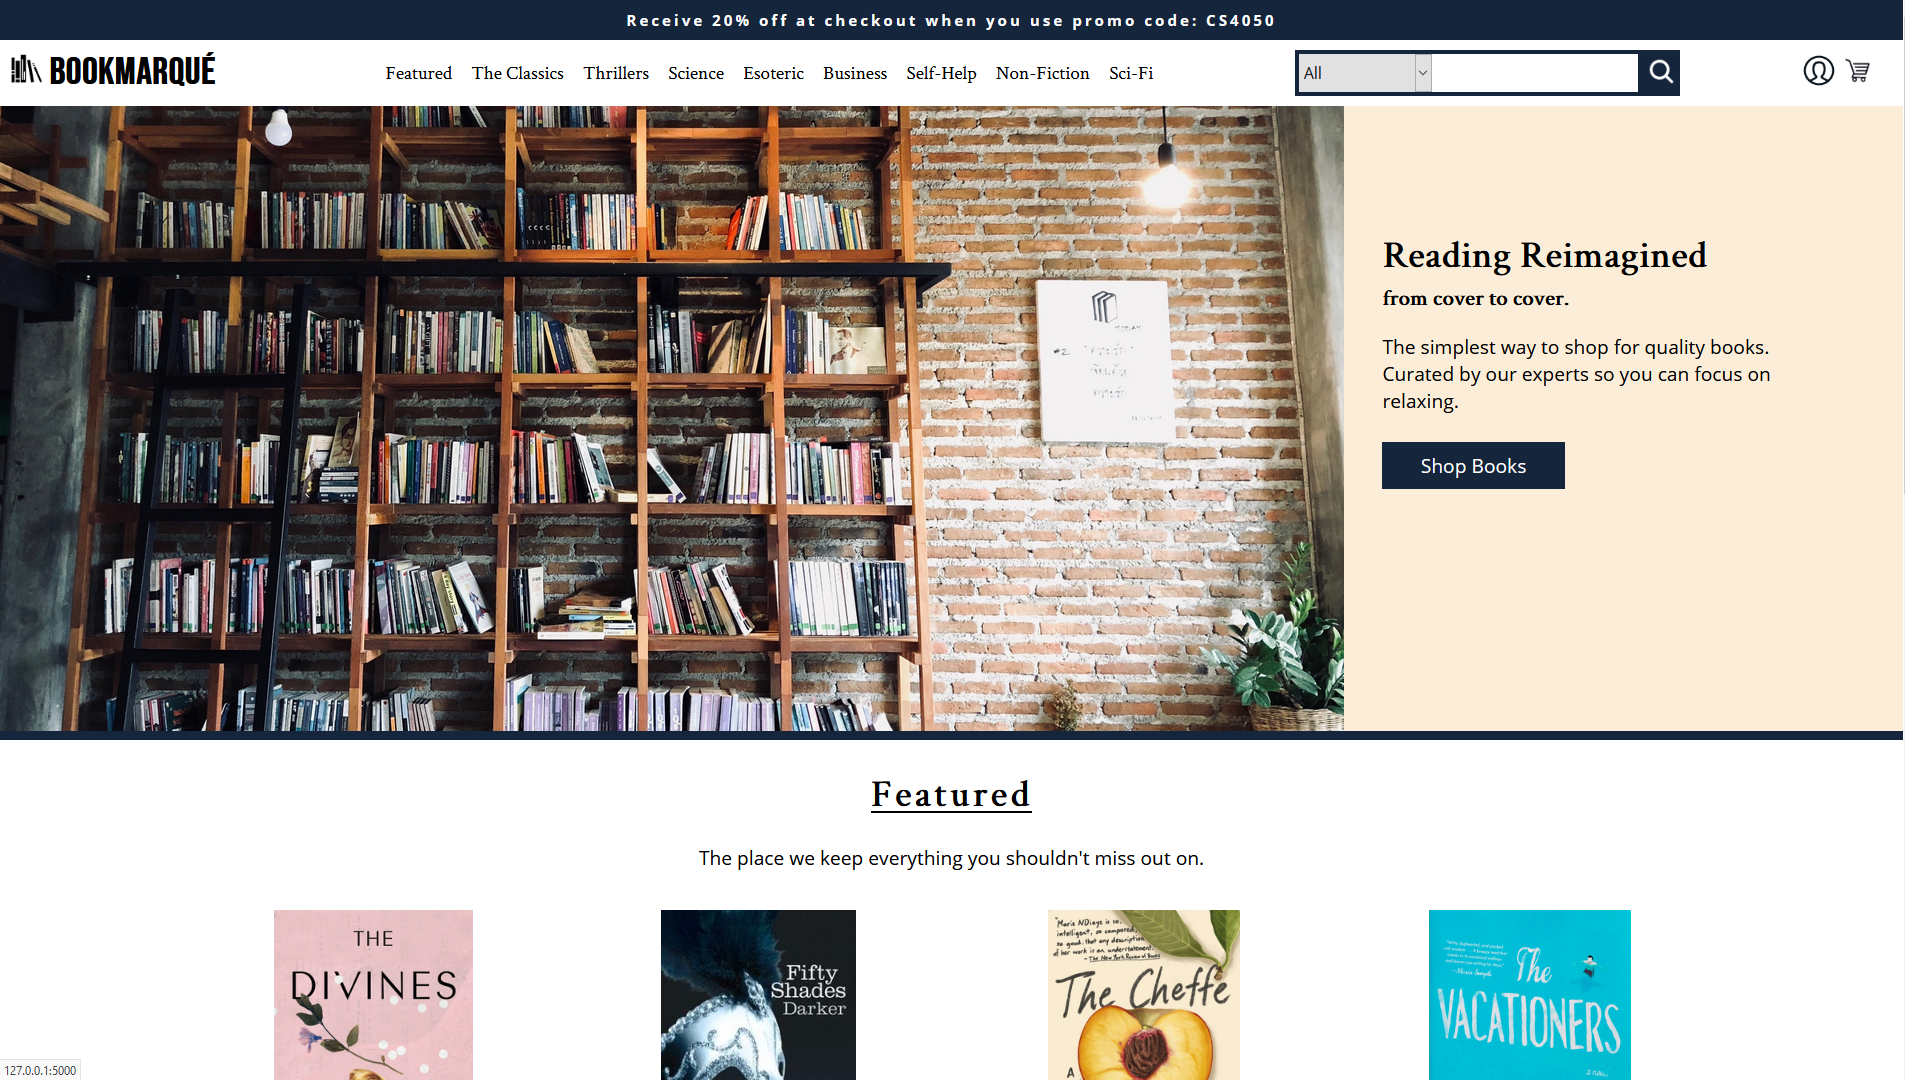 Receive 20% off at checkout when you use promo code: CS4050
BOOKMARQUÉ
Featured The Classics Thrillers Science Esoteric Business Self-Help Non-Fiction Sci-Fi
All
Reading Reimagined
from cover to cover.
The simplest way to shop for quality books.
Curated by our experts so you can focus on
relaxing.
Shop Books
Featured
The place we keep everything you shouldn't miss out on.
THE
DIVINES
Fifty
Shades
Darker
"Marie NDiaye is so
intelligent, so composed,
so good, that any description
of her work is an understatement."
- The New York Review of Books
The Cheffe
A
The
VACATIONERS
a novel
127.0.0.1:5000